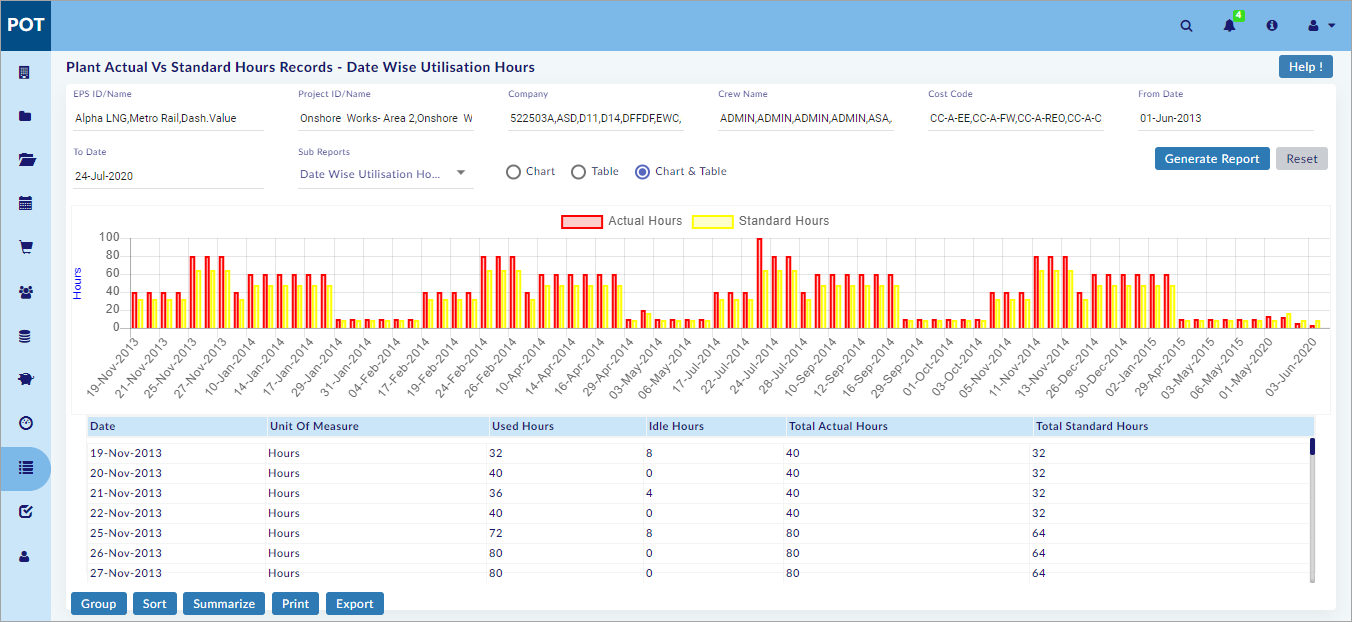 POT
4
Plant Actual Vs Standard Hours Records - Date Wise Utilisation Hours
Help !
EPS ID/Name Project ID/Name Company Crew Name Cost Code From Date
Alpha LNG,Metro Rail,Dash.Value Onshore Works- Area 2,Onshore W 522503A,ASD,D11,D14,DFFDF,EWC, ADMIN,ADMIN,ADMIN,ADMIN,ASA, CC-A-EE,CC-A-FW,CC-A-REO,CC-A-C 01-Jun-2013
To Date Sub Reports
24-Jul-2020 Date Wise Utilisation Ho... Chart Table Chart & Table Generate Report Reset
Actual Hours Standard Hours
Hours
100
80
60
40
20
0
19-Nov-2013 21-Nov-2013 25-Nov-2013 27-Nov-2013 10-Jan-2014 14-Jan-2014 17-Jan-2014 29-Jan-2014 31-Jan-2014 04-Feb-2014 17-Feb-2014 19-Feb-2014 24-Feb-2014 26-Feb-2014 10-Apr-2014 14-Apr-2014 16-Apr-2014 29-Apr-2014 03-May-2014 06-May-2014 17-Jul-2014 22-Jul-2014 24-Jul-2014 28-Jul-2014 10-Sep-2014 12-Sep-2014 16-Sep-2014 29-Sep-2014 01-Oct-2014 03-Oct-2014 05-Nov-2014 11-Nov-2014 13-Nov-2014 26-Dec-2014 30-Dec-2014 02-Jan-2015 29-Apr-2015 03-May-2015 06-May-2015 01-May-2020 03-Jun-2020
Date Unit Of Measure Used Hours Idle Hours Total Actual Hours Total Standard Hours
19-Nov-2013 Hours 32 8 40 32
20-Nov-2013 Hours 40 0 40 32
21-Nov-2013 Hours 36 4 40 32
22-Nov-2013 Hours 40 0 40 32
25-Nov-2013 Hours 72 8 80 64
26-Nov-2013 Hours 80 0 80 64
27-Nov-2013 Hours 80 0 80 64
Group Sort Summarize Print Export